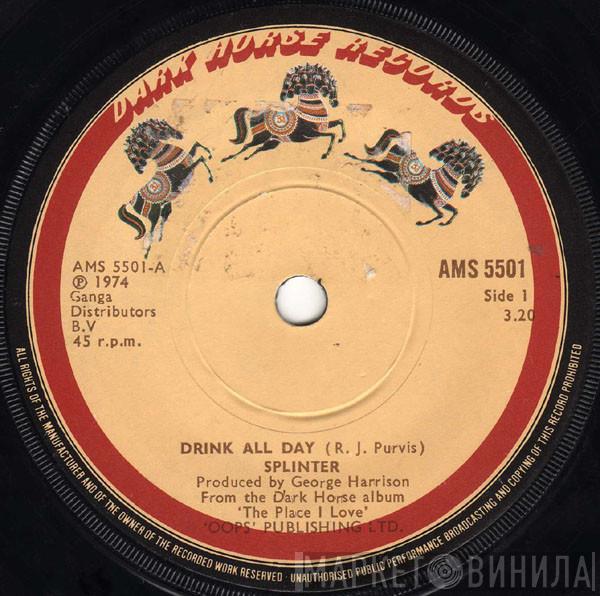 DARK HORSE RECORDS
AMS 5501-A
℗ 1974
Ganga
Distributors
B.V
45 r.p.m.
AMS 5501
Side 1
3.20
DRINK ALL DAY (R. J. Purvis)
SPLINTER
Produced by George Harrison
From the Dark Horse album
'The Place I Love'
'OOPS' PUBLISHING LTD.
ALL RIGHTS OF THE MANUFACTURER AND OF THE OWNER OF THE RECORDED WORK RESERVED · UNAUTHORISED PUBLIC PERFORMANCE BROADCASTING AND COPYING OF THIS RECORD PROHIBITED
МАРКЕТ ВИНИЛА